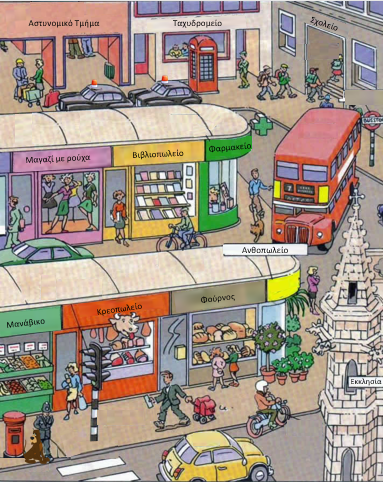 Αστυνομικό Τμήμα
Ταχυδρομείο
Σχολείο
Μαγαζί με ρούχα
Βιβλιοπωλείο
Φαρμακείο
Ανθοπωλείο
Μανάβικο
Κρεοπωλείο
Φούρνος
Εκκλησία